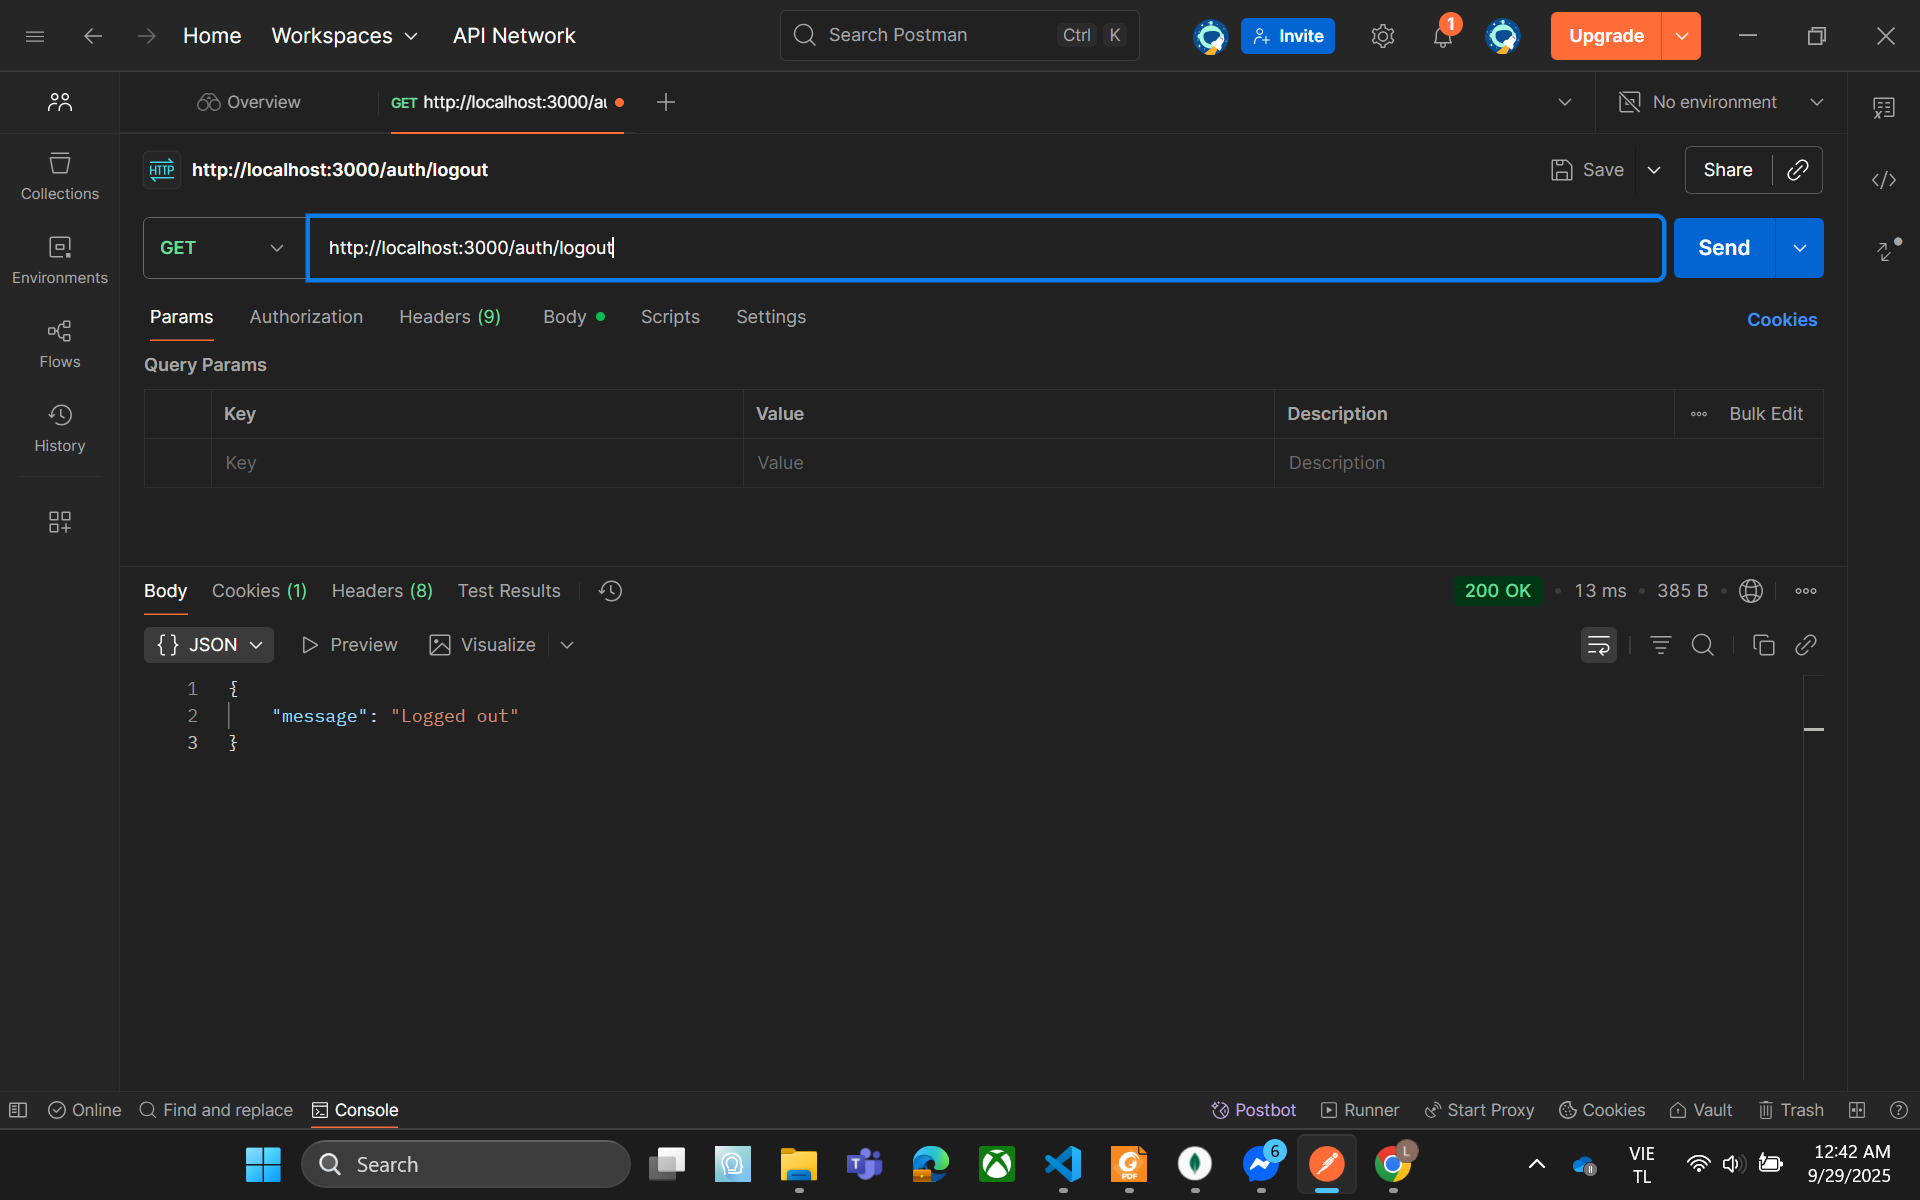 Home Workspaces API Network Search Postman Ctrl K Invite 1 Upgrade
Overview GET http://localhost:3000/au No environment
HTTP http://localhost:3000/auth/logout Save Share
GET http://localhost:3000/auth/logout Send
Params Authorization Headers (9) Body Scripts Settings Cookies
Query Params
Key Value Description Bulk Edit
Key Value Description
Collections
Environments
Flows
History
Body Cookies (1) Headers (8) Test Results 200 OK • 13 ms • 385 B
{} JSON Preview Visualize
1 {
2 "message": "Logged out"
3 }
Online Find and replace Console Postbot Runner Start Proxy Cookies Vault Trash
Search 6 L VIE 12:42 AM
TL 9/29/2025